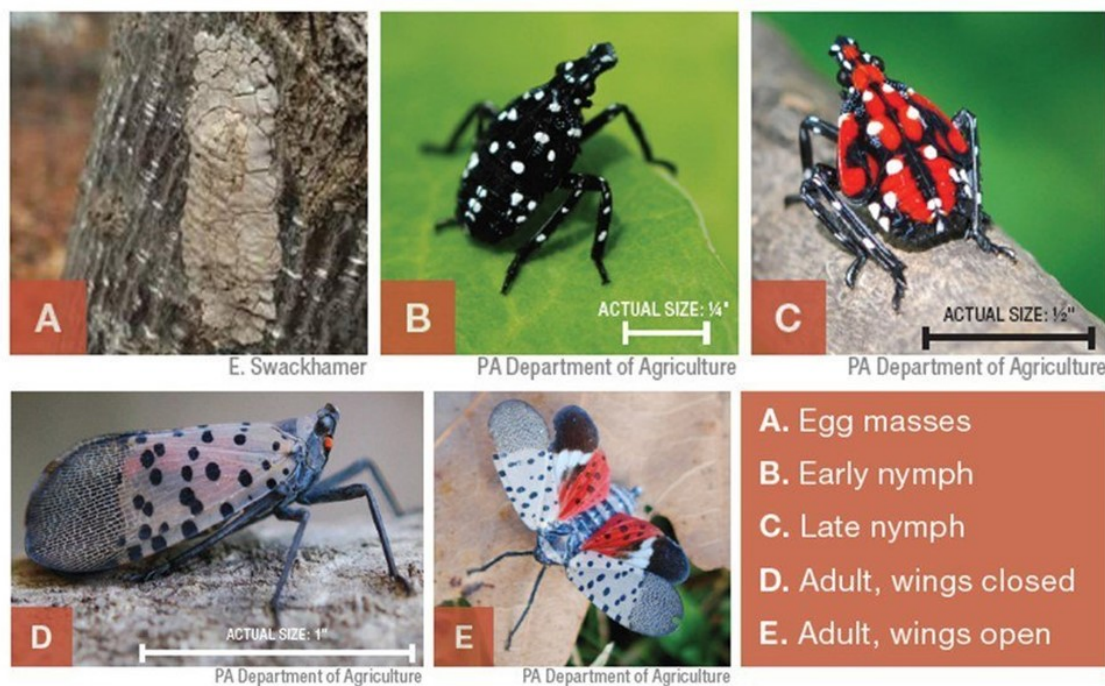 A
E. Swackhamer
B
ACTUAL SIZE: ¼"
PA Department of Agriculture
C
ACTUAL SIZE: ½"
PA Department of Agriculture
D
ACTUAL SIZE: 1"
PA Department of Agriculture
E
PA Department of Agriculture
A. Egg masses
B. Early nymph
C. Late nymph
D. Adult, wings closed
E. Adult, wings open